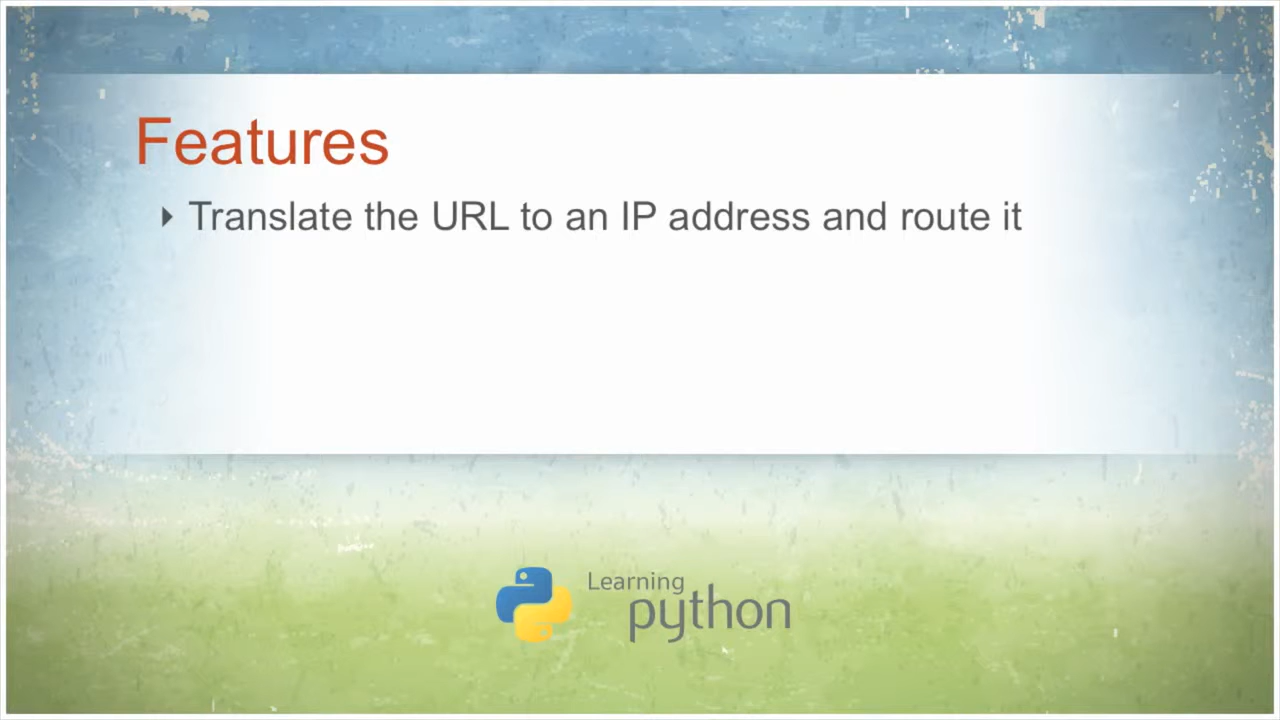 Features
Translate the URL to an IP address and route it
Learning
python